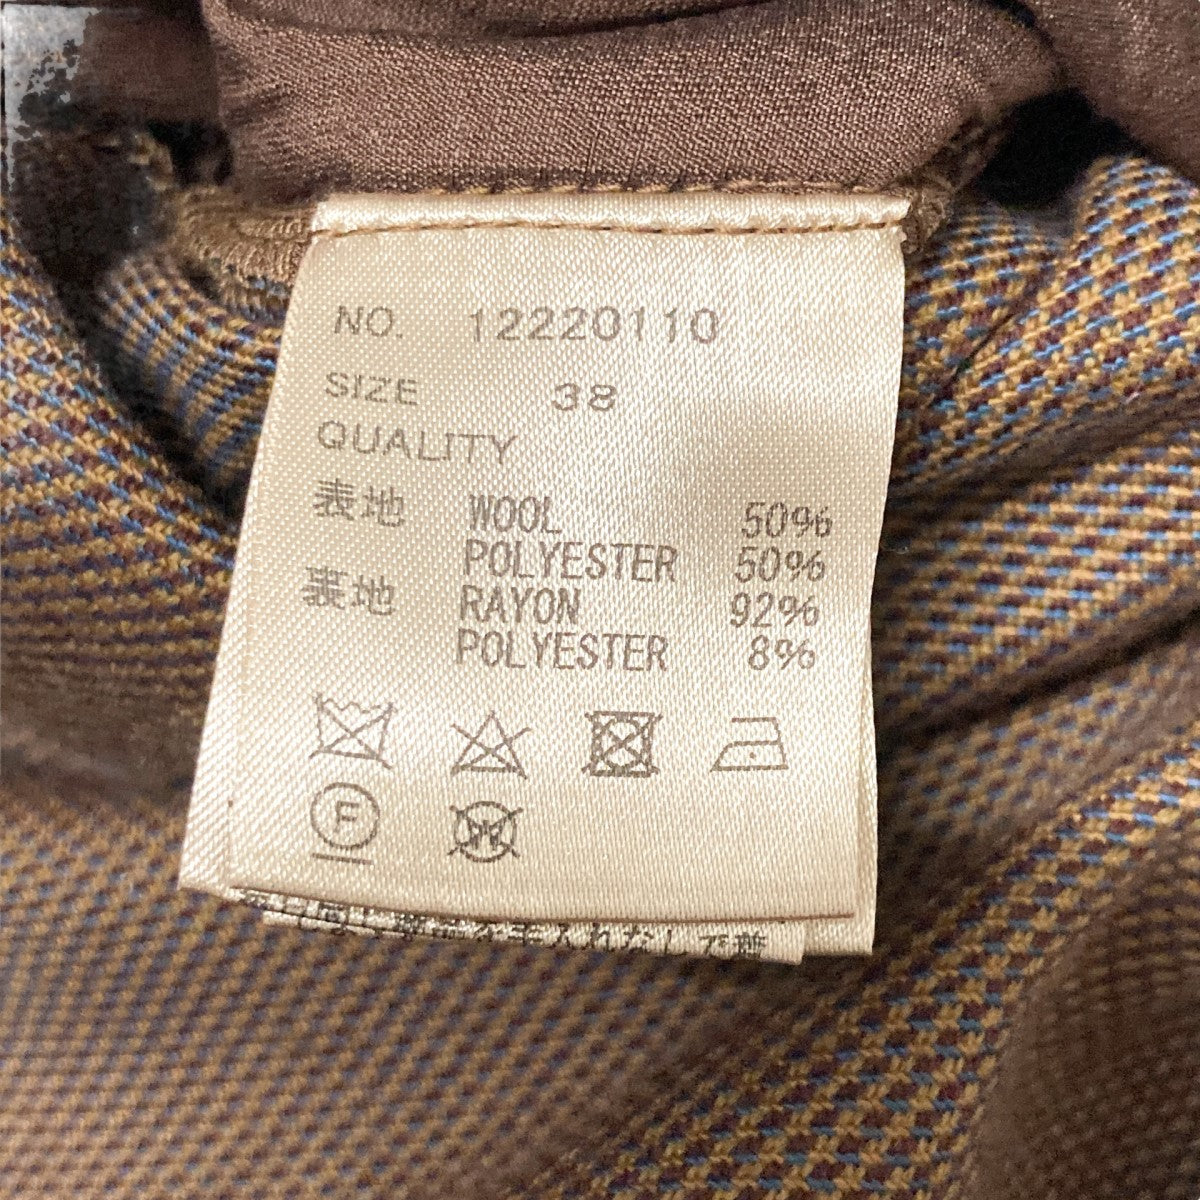 NO. 12220110
SIZE 38
QUALITY
表地 WOOL 50%
POLYESTER 50%
裏地 RAYON 92%
POLYESTER 8%
F
W